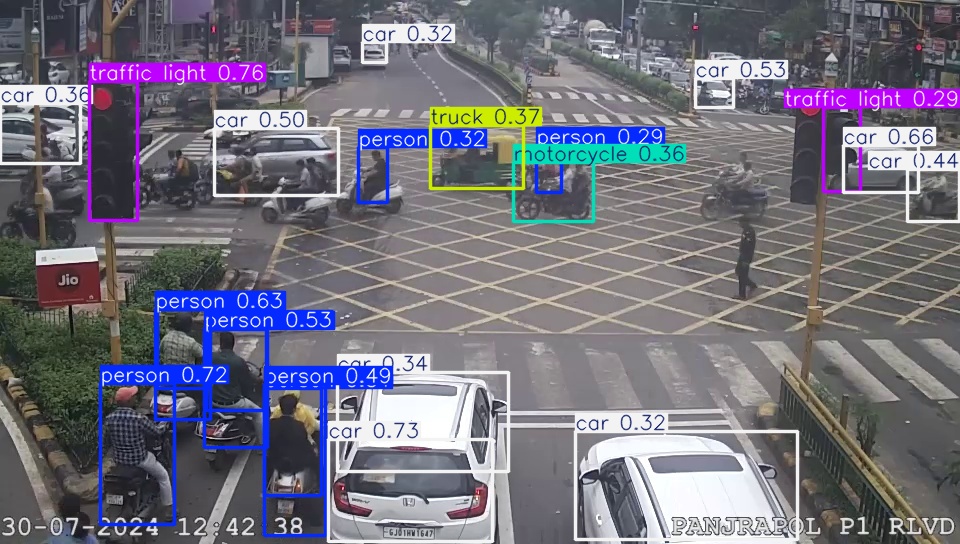 car 0.32
traffic light 0.76
car 0.53
car 0.36
traffic light 0.29
car 0.50
truck 0.37
person 0.32
person 0.29
motorcycle 0.36
car 0.66
car 0.44
Jio
person 0.63
person 0.53
person 0.72
person 0.49
car 0.34
car 0.73
car 0.32
30-07-2024 12:42 38
PANJRAPOL P1 RLVD